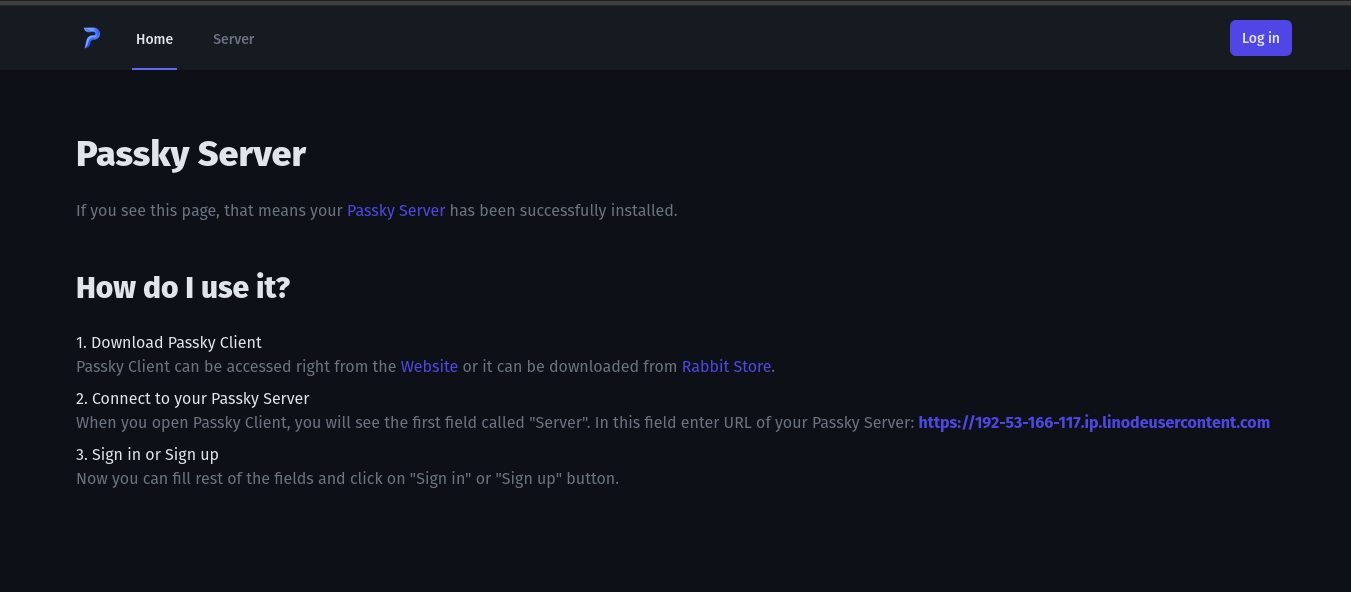 Home
Server
Log in
Passky Server
If you see this page, that means your Passky Server has been successfully installed.
How do I use it?
1. Download Passky Client
Passky Client can be accessed right from the Website or it can be downloaded from Rabbit Store.
2. Connect to your Passky Server
When you open Passky Client, you will see the first field called "Server". In this field enter URL of your Passky Server: https://192-53-166-117.ip.linodeusercontent.com
3. Sign in or Sign up
Now you can fill rest of the fields and click on "Sign in" or "Sign up" button.